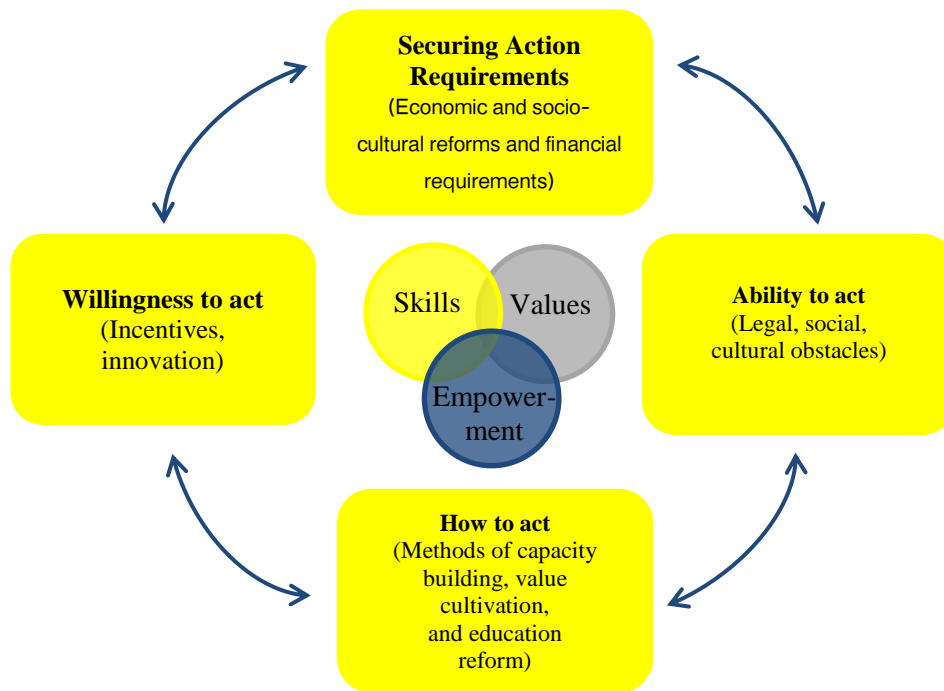 Securing Action
Requirements
(Economic and socio-
cultural reforms and financial
requirements)
Willingness to act
(Incentives,
innovation)
Skills
Values
Empower-
ment
Ability to act
(Legal, social,
cultural obstacles)
How to act
(Methods of capacity
building, value
cultivation,
and education
reform)